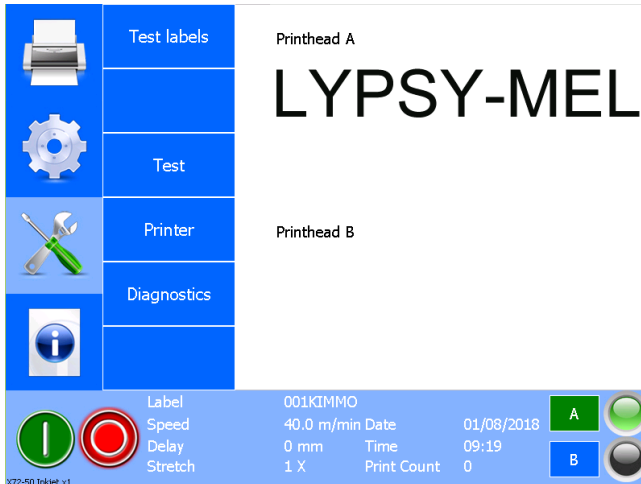 Test labels
Test
Printer
Diagnostics
Printhead A
LYPSY-MEL
Printhead B
Label 001KIMMO
Speed 40.0 m/min Date 01/08/2018
Delay 0 mm Time 09:19
Stretch 1 X Print Count 0
A
B
X72-50 Inkjet x1